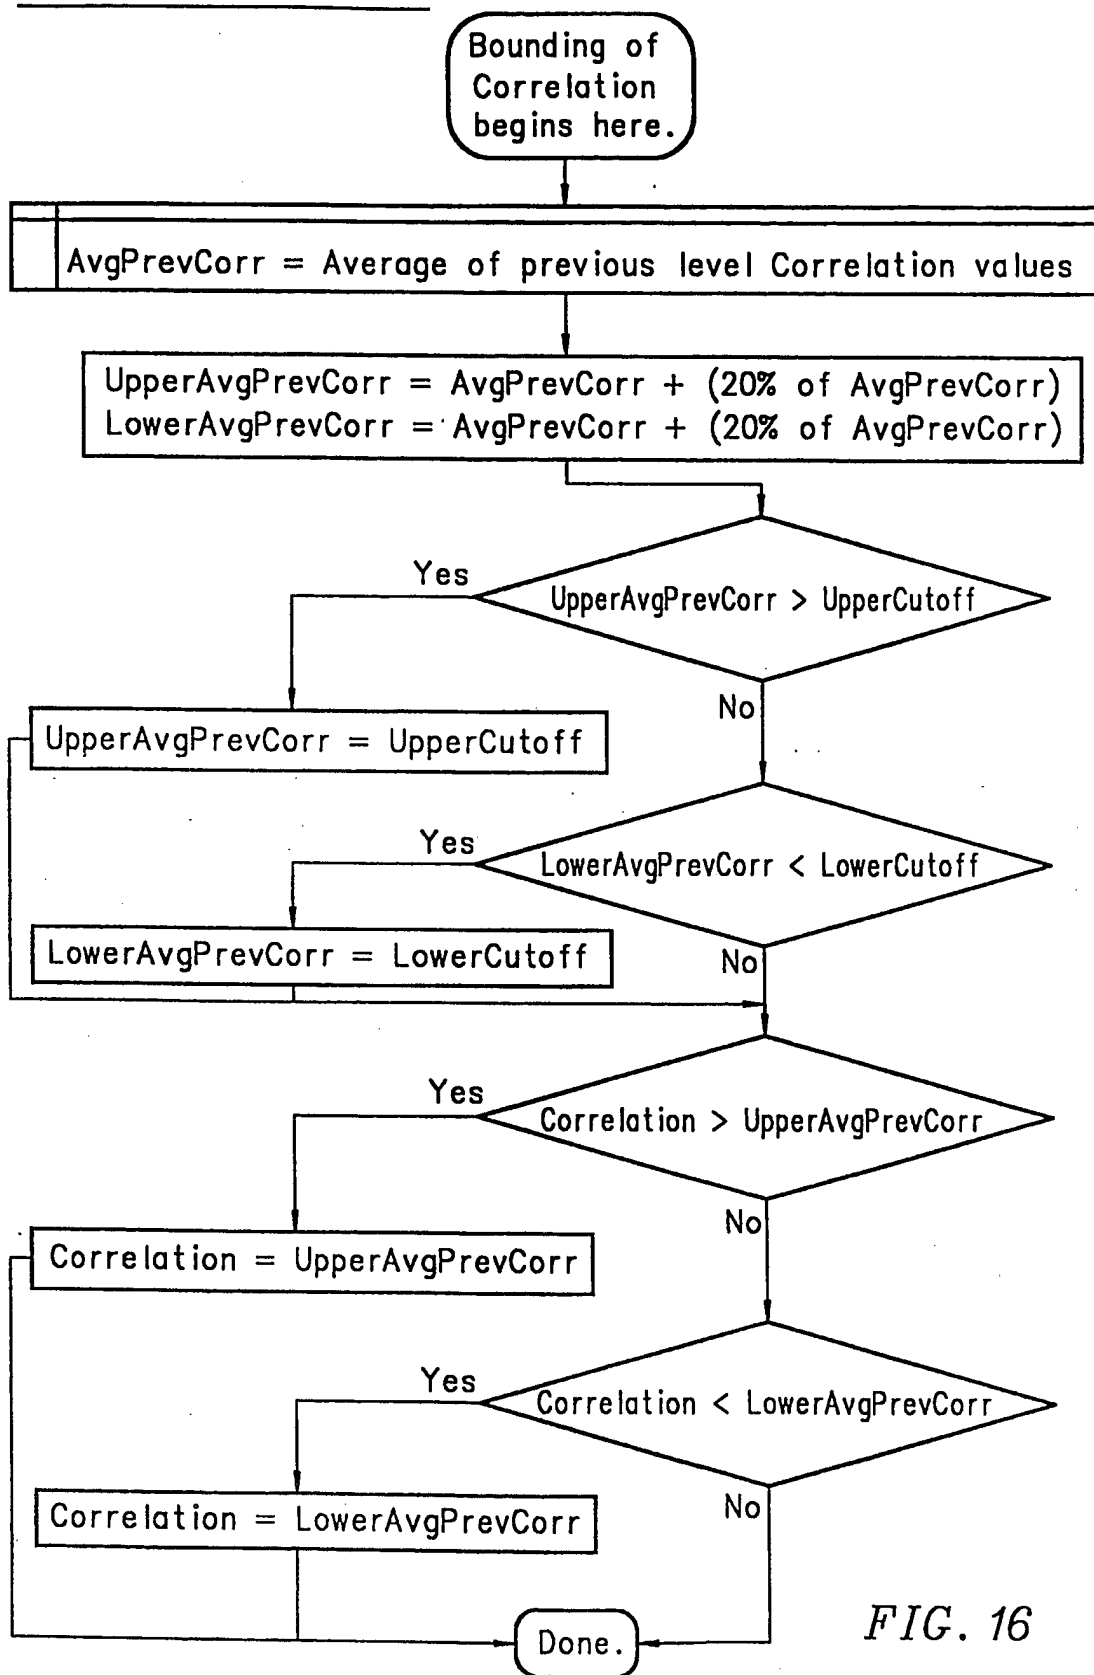 Bounding of
Correlation
begins here.
AvgPrevCorr = Average of previous level Correlation values
UpperAvgPrevCorr = AvgPrevCorr + (20% of AvgPrevCorr)
LowerAvgPrevCorr = AvgPrevCorr + (20% of AvgPrevCorr)
Yes
UpperAvgPrevCorr > UpperCutoff
No
UpperAvgPrevCorr = UpperCutoff
Yes
LowerAvgPrevCorr < LowerCutoff
No
LowerAvgPrevCorr = LowerCutoff
Yes
Correlation > UpperAvgPrevCorr
No
Correlation = UpperAvgPrevCorr
Yes
Correlation < LowerAvgPrevCorr
No
Correlation = LowerAvgPrevCorr
Done.
FIG. 16